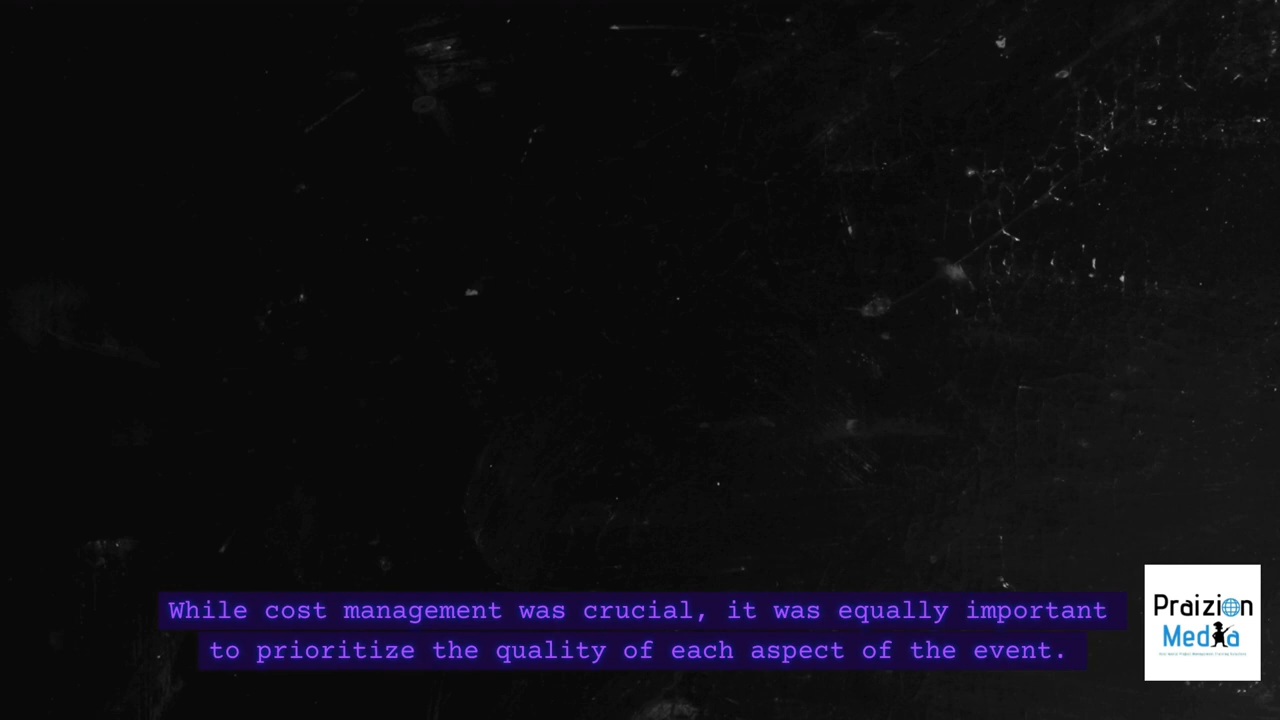 While cost management was crucial, it was equally important
to prioritize the quality of each aspect of the event.
Praizion
Media